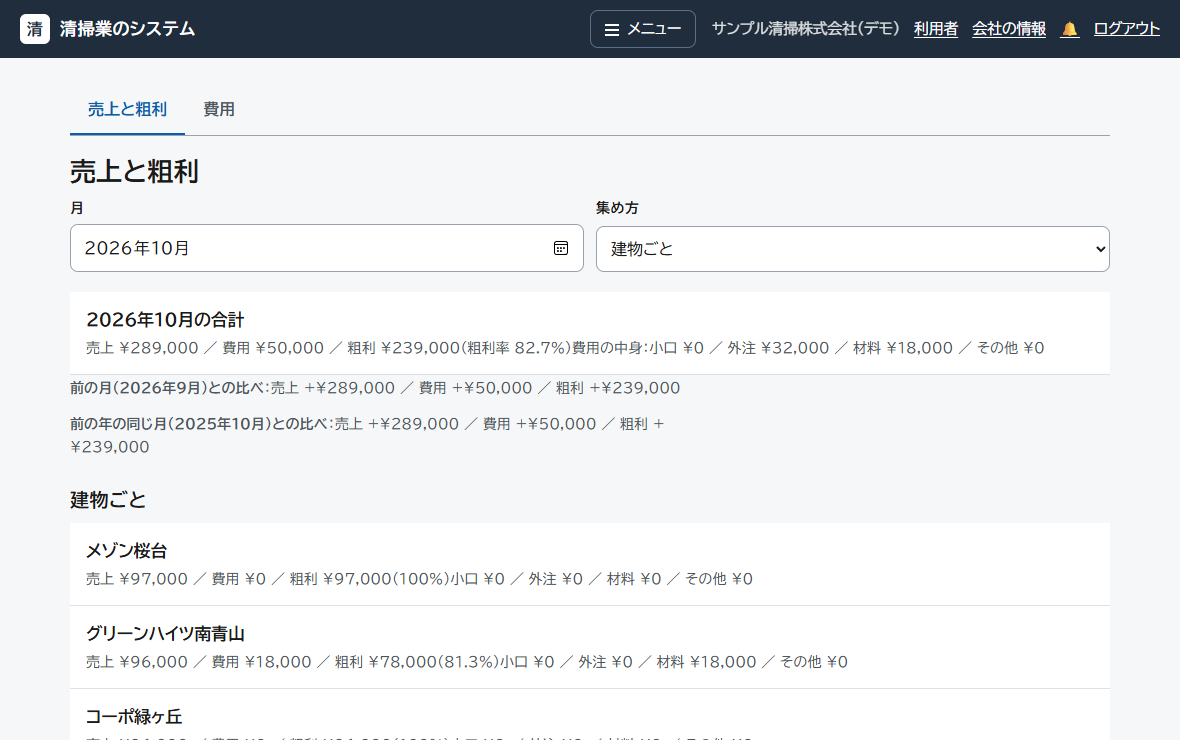 清 清掃業のシステム メニュー サンプル清掃株式会社(デモ) 利用者 会社の情報 ログアウト
売上と粗利 費用
売上と粗利
月 集め方
2026年10月 建物ごと
2026年10月の合計
売上 ¥289,000 ／ 費用 ¥50,000 ／ 粗利 ¥239,000(粗利率 82.7%)費用の中身:小口 ¥0 ／ 外注 ¥32,000 ／ 材料 ¥18,000 ／ その他 ¥0
前の月(2026年9月)との比べ:売上 +¥289,000 ／ 費用 +¥50,000 ／ 粗利 +¥239,000
前の年の同じ月(2025年10月)との比べ:売上 +¥289,000 ／ 費用 +¥50,000 ／ 粗利 +
¥239,000
建物ごと
メゾン桜台
売上 ¥97,000 ／ 費用 ¥0 ／ 粗利 ¥97,000(100%)小口 ¥0 ／ 外注 ¥0 ／ 材料 ¥0 ／ その他 ¥0
グリーンハイツ南青山
売上 ¥96,000 ／ 費用 ¥18,000 ／ 粗利 ¥78,000(81.3%)小口 ¥0 ／ 外注 ¥0 ／ 材料 ¥18,000 ／ その他 ¥0
コーポ緑ヶ丘